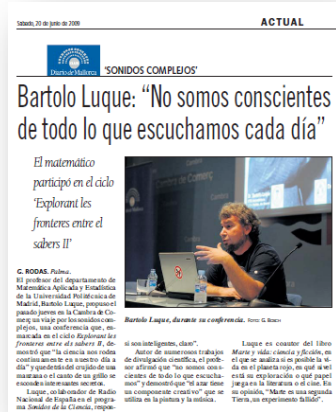 Sábado, 20 de junio de 2009
ACTUAL
Diario de Mallorca
‘SONIDOS COMPLEJOS’
Bartolo Luque: “No somos conscientes
de todo lo que escuchamos cada día”
El matemático
participó en el ciclo
‘Explorant les
fronteres entre el
sabers II’
G. RODAS. Palma.
El profesor del departamento de
Matemática Aplicada y Estadística
de la Universidad Politécnica de
Madrid, Bartolo Luque, propuso el
pasado jueves en la Cambra de Co-
merç un viaje por los sonidos com-
plejos, una conferencia que, en-
marcada en el ciclo Explorant les
fronteres entre els sabers II, de-
mostró que “la ciencia nos rodea
continuamente en nuestro día a
día” y que detrás del crujido de una
manzana o el canto de un grillo se
esconden interesantes secretos.
Luque, colaborador de Radio
Nacional de España en el progra-
ma Sonidos de la Ciencia, respon-
Bartolo Luque, durante su conferencia. FOTO: G. BOSCH
si son inteligentes, claro”.
Autor de numerosos trabajos
de divulgación científica, el profe-
sor afirmó que “no somos cons-
cientes de todo lo que escucha-
mos” y demostró que “el azar tiene
un componente creativo” que se
utiliza en la pintura y la música.
Luque es coautor del libro
Marte y vida: ciencia y ficción, en
el que se analiza si es posible la vi-
da en el planeta rojo, en qué nivel
está su exploración o qué papel
juega en la literatura o el cine. En
su opinión, “Marte es una segunda
Tierra, un experimento fallido”.